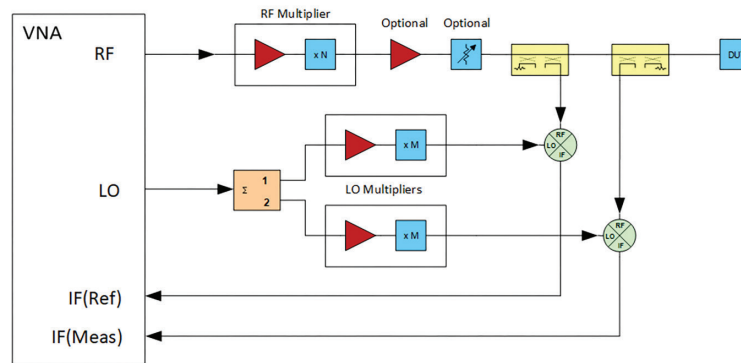 VNA
RF Multiplier
Optional
Optional
RF
x N
DU
1
x M
RF
LO
IF
LO
Σ
2
LO Multipliers
x M
RF
LO
IF
IF(Ref)
IF(Meas)